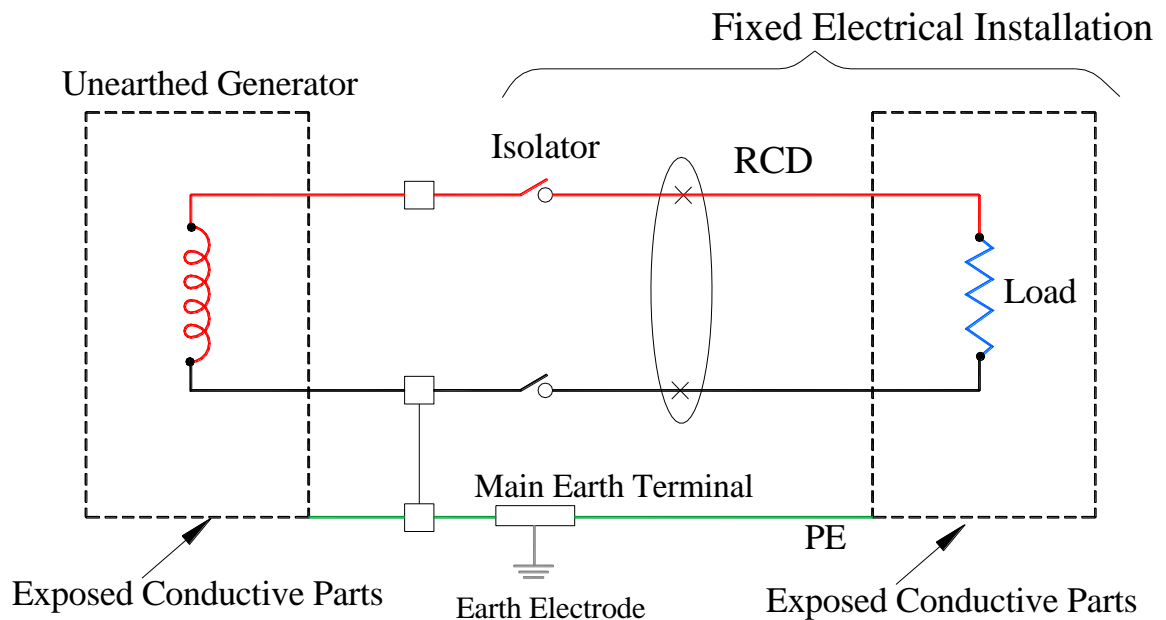 Fixed Electrical Installation
Unearthed Generator
Isolator
RCD
Load
Main Earth Terminal
PE
Exposed Conductive Parts
Earth Electrode
Exposed Conductive Parts